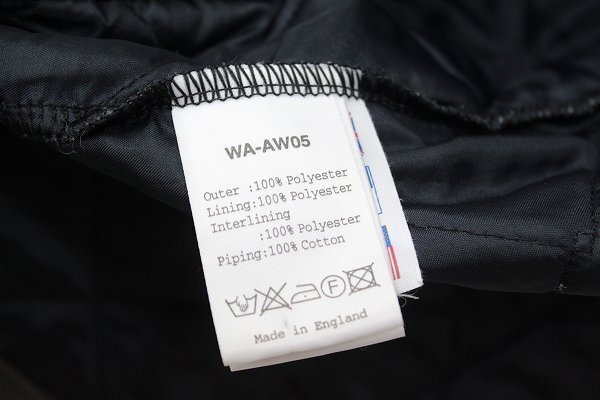 WA-AW05
Outer :100% Polyester
Lining:100% Polyester
Interlining
:100% Polyester
Piping:100% Cotton
F
Made in England